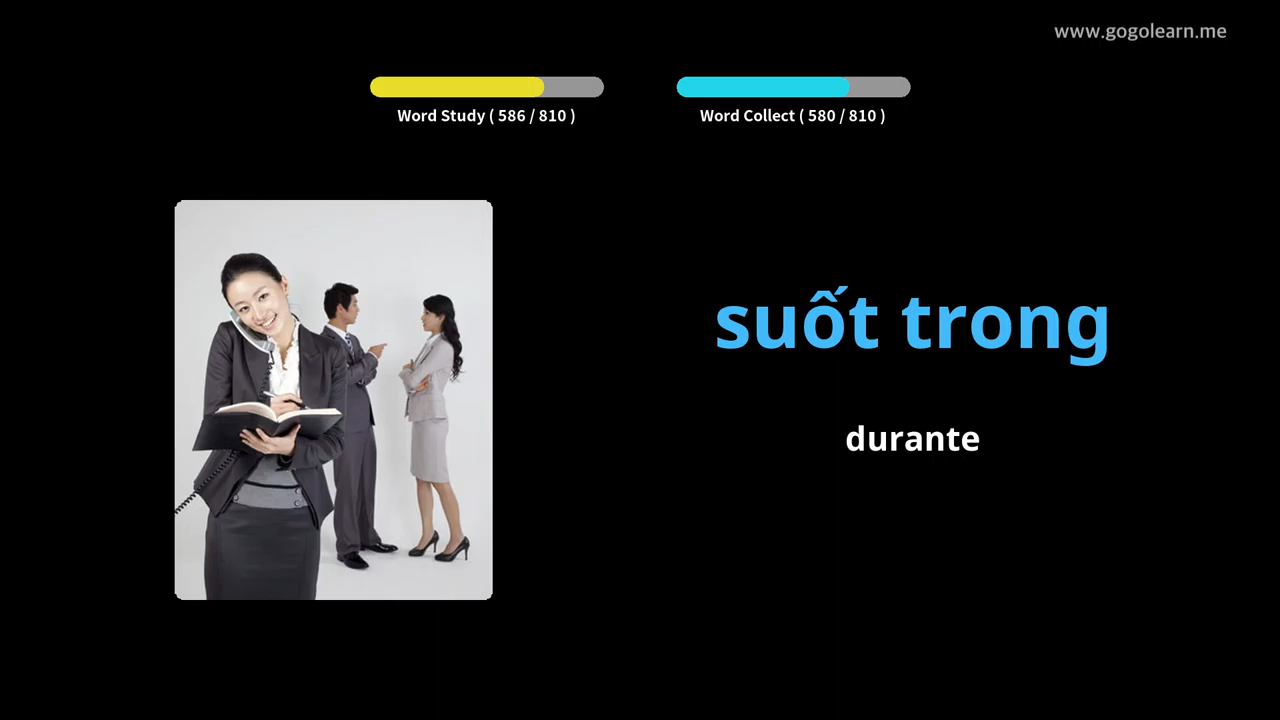 www.gogolearn.me
Word Study ( 586 / 810 )
Word Collect ( 580 / 810 )
suốt trong
durante